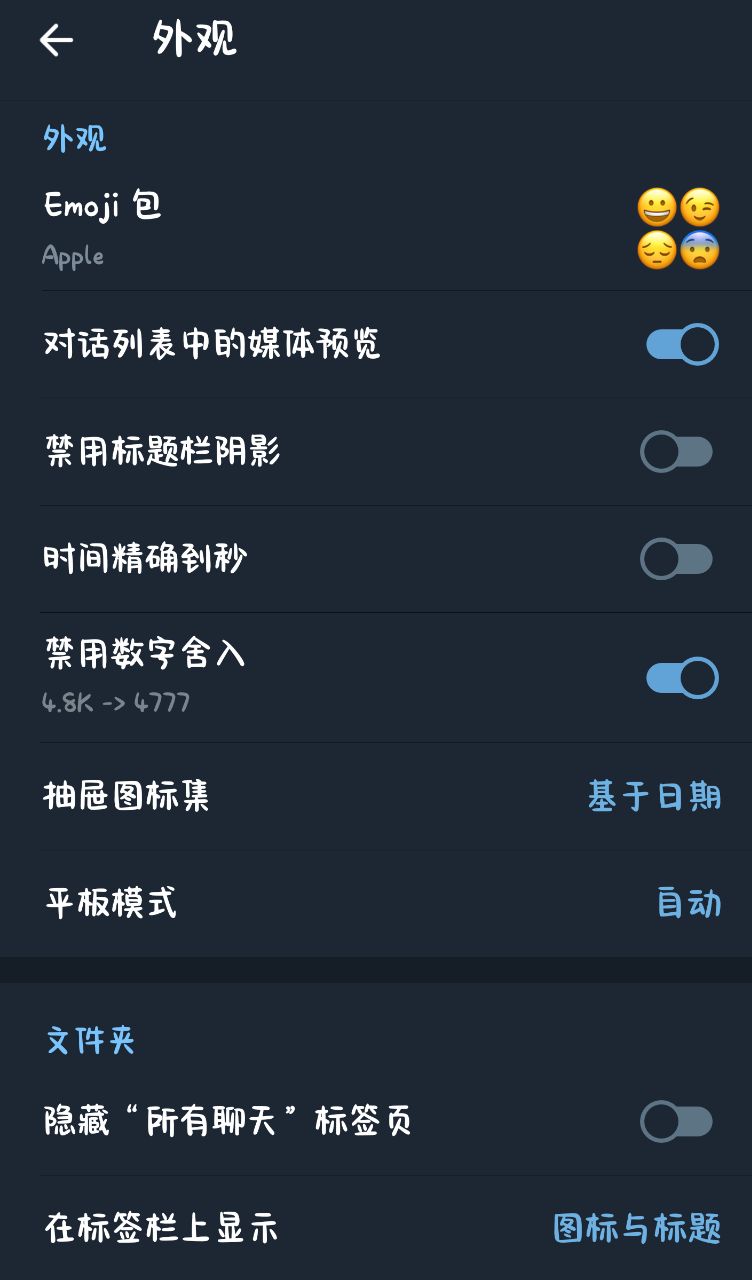 外观
外观
Emoji 包
Apple
对话列表中的媒体预览
禁用标题栏阴影
时间精确到秒
禁用数字舍入
4.8K -> 4777
抽屉图标集
基于日期
平板模式
自动
文件夹
隐藏“所有聊天”标签页
在标签栏上显示
图标与标题